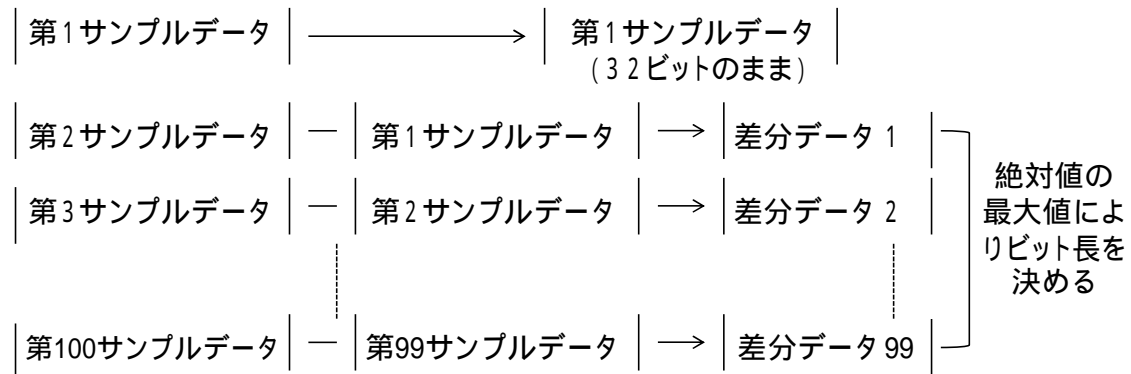 第1サンプルデータ 第1サンプルデータ
(32ビットのまま)
第2サンプルデータ － 第1サンプルデータ 差分データ 1
第3サンプルデータ － 第2サンプルデータ 差分データ 2
絶対値の
最大値によ
りビット長を
決める
第100サンプルデータ － 第99サンプルデータ 差分データ 99